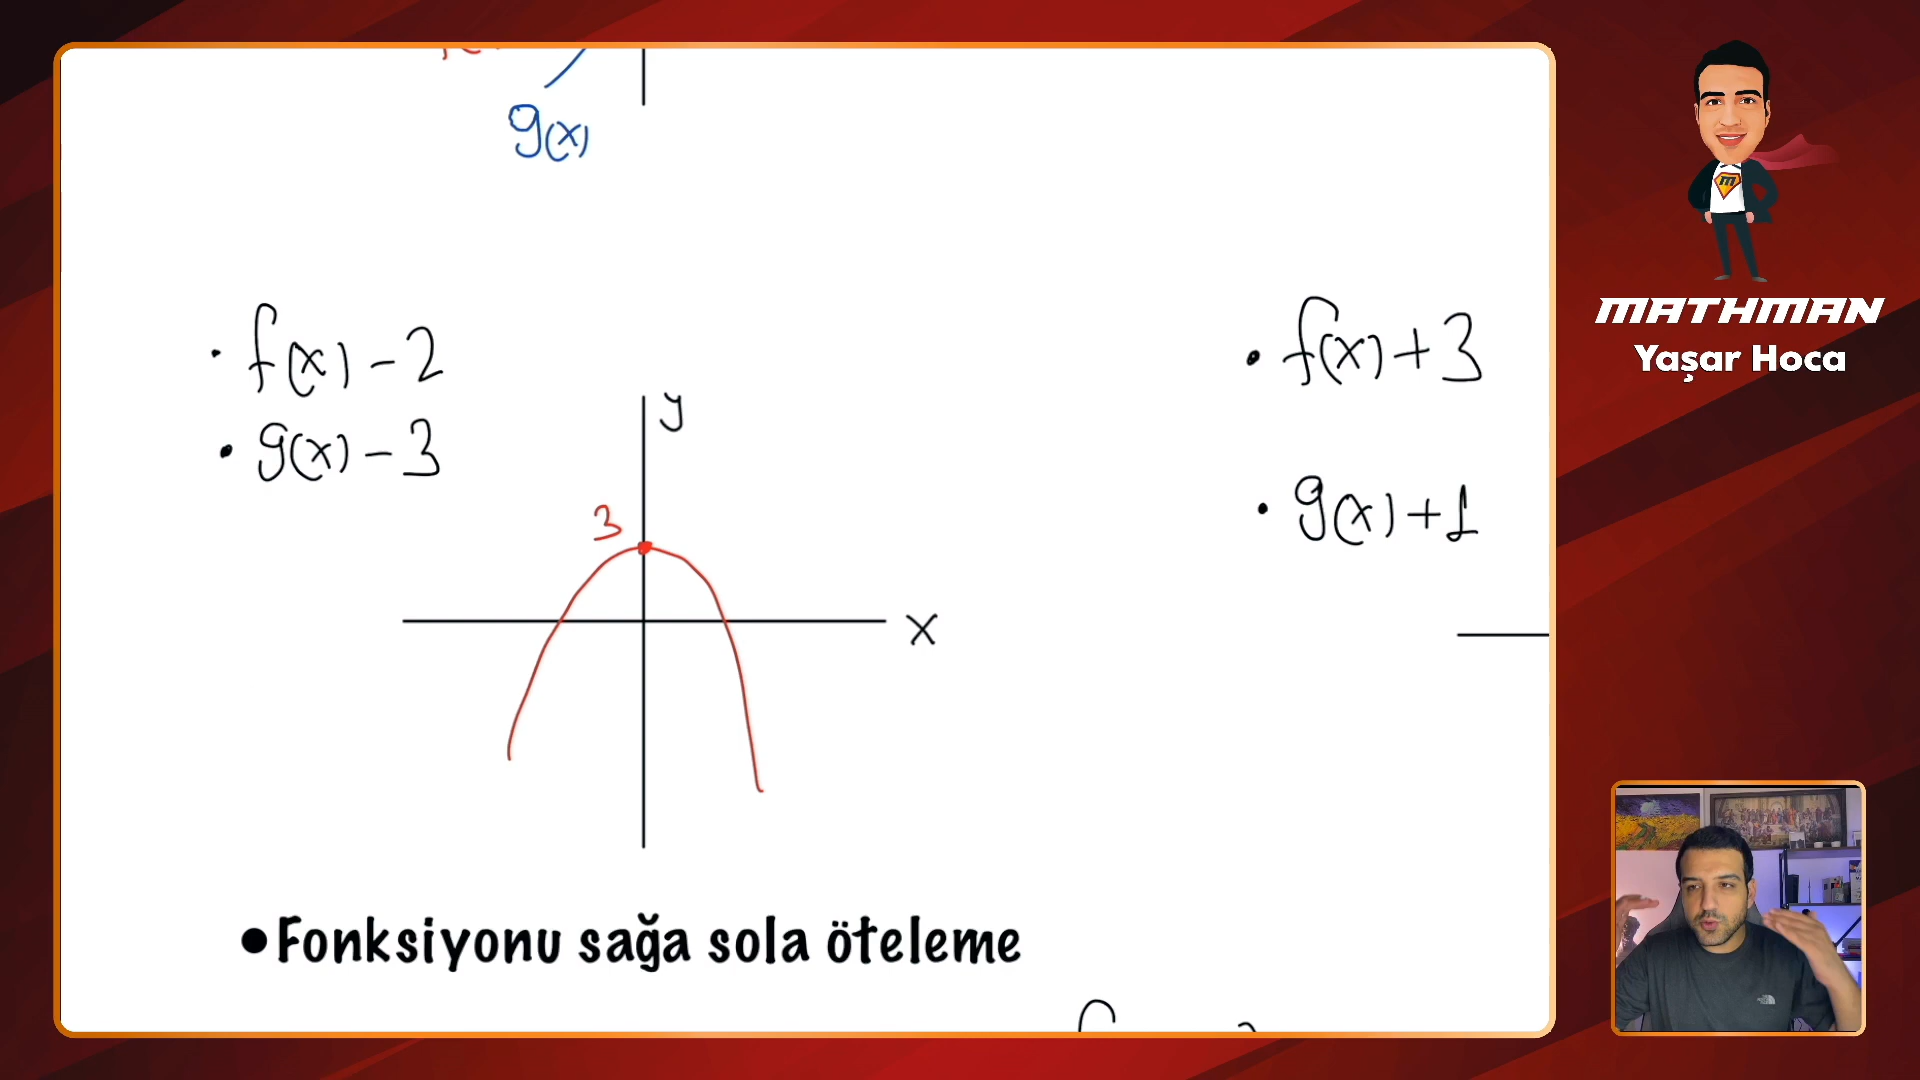 g(x)
• f(x) - 2
• g(x) - 3
y
3
x
• f(x) + 3
• g(x) + 1
•Fonksiyonu sağa sola öteleme
MATHMAN
Yaşar Hoca
m